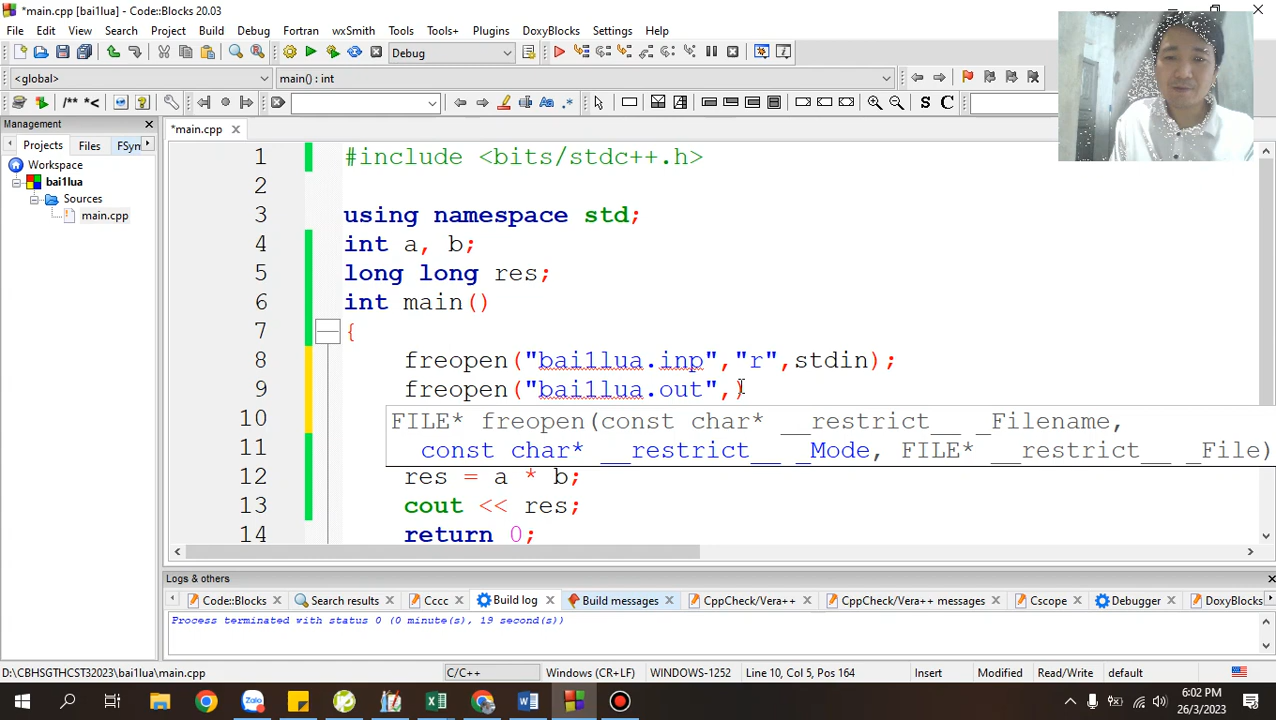 *main.cpp [bai1lua] - Code::Blocks 20.03
File Edit View Search Project Build Debug Fortran wxSmith Tools Tools+ Plugins DoxyBlocks Settings Help
Debug
<global> main() : int
/** *< Aa .* S C
Management
Projects Files FSyn
*main.cpp
Workspace
bai1lua
Sources
main.cpp
1 #include <bits/stdc++.h>
2
3 using namespace std;
4 int a, b;
5 long long res;
6 int main()
7 {
8 freopen("bai1lua.inp","r",stdin);
9 freopen("bai1lua.out",)
10 FILE* freopen(const char* __restrict__ _Filename,
11 const char* __restrict__ _Mode, FILE* __restrict__ _File)
12 res = a * b;
13 cout << res;
14 return 0;
Logs & others
Code::Blocks Search results Cccc Build log Build messages CppCheck/Vera++ CppCheck/Vera++ messages Cscope Debugger DoxyBlocks
Process terminated with status 0 (0 minute(s), 19 second(s))
D:\CBHSGTHCST32023\bai1lua\main.cpp C/C++ Windows (CR+LF) WINDOWS-1252 Line 10, Col 5, Pos 164 Insert Modified Read/Write default
Zalo
6:02 PM
26/3/2023